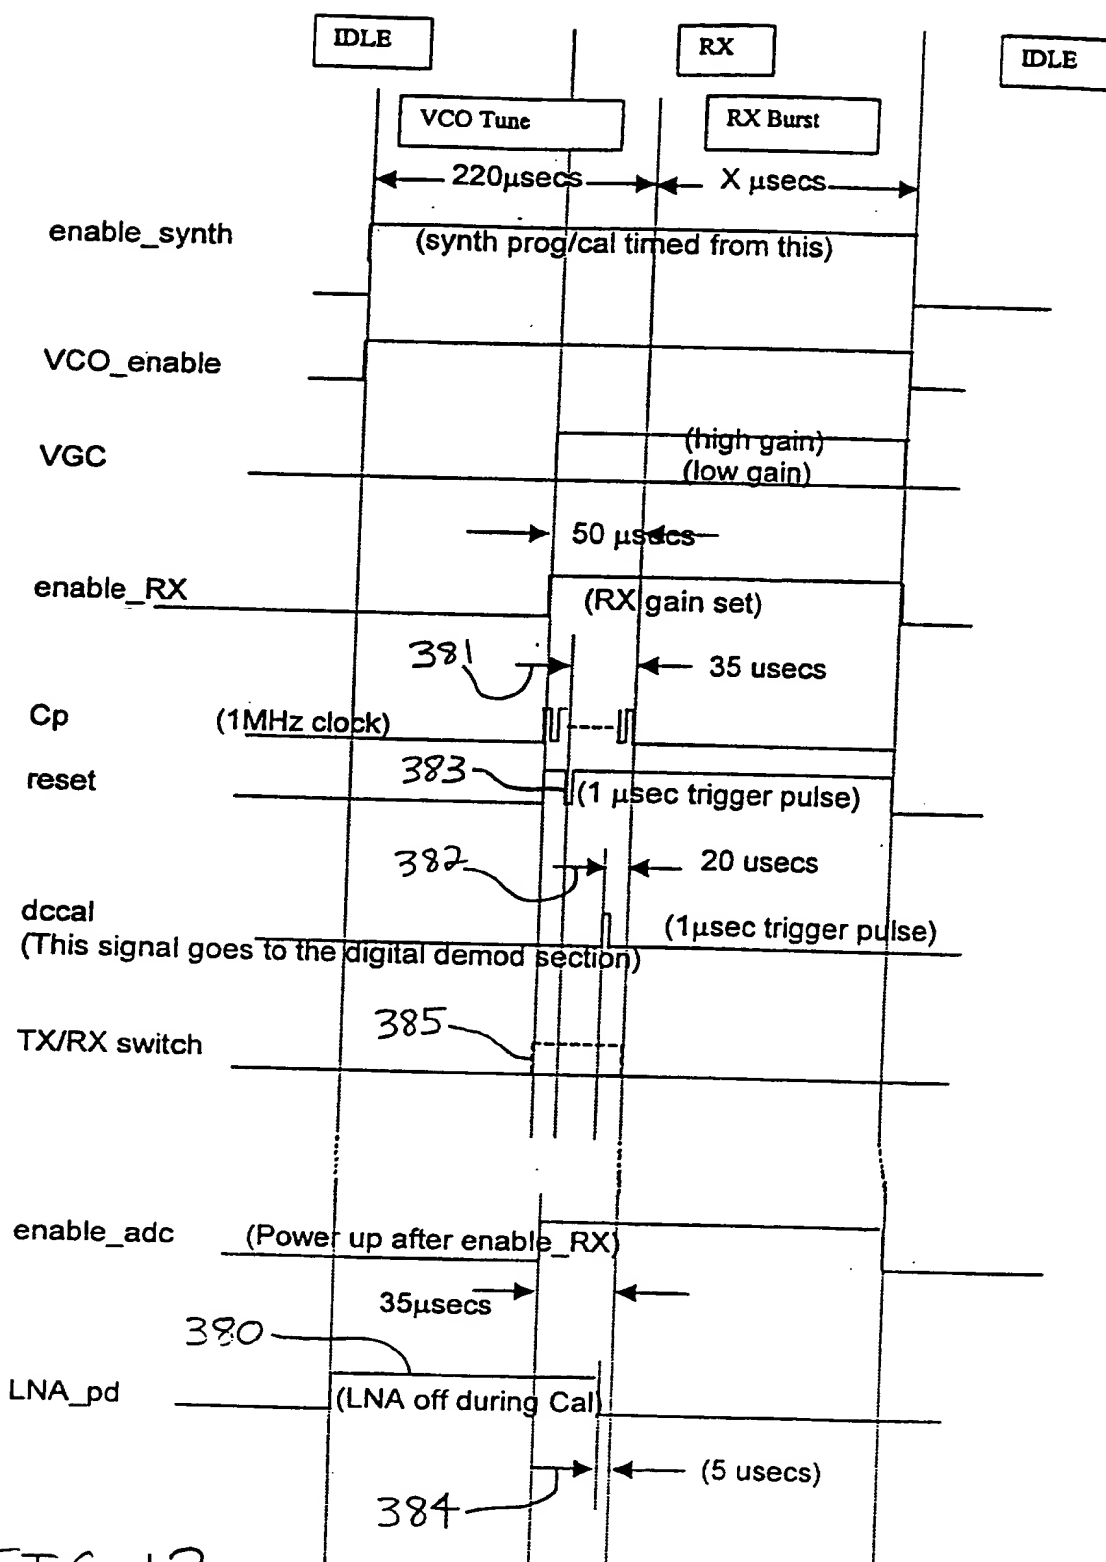 IDLE
RX
IDLE
VCO Tune
RX Burst
220μsecs
X μsecs
enable_synth
(synth prog/cal timed from this)
VCO_enable
VGC
(high gain)
(low gain)
50 μsecs
enable_RX
(RX gain set)
381
35 usecs
Cp
(1MHz clock)
reset
383
(1 μsec trigger pulse)
382
20 usecs
dccal
(1μsec trigger pulse)
(This signal goes to the digital demod section)
385
TX/RX switch
enable_adc
(Power up after enable_RX)
35μsecs
380
LNA_pd
(LNA off during Cal)
(5 usecs)
384